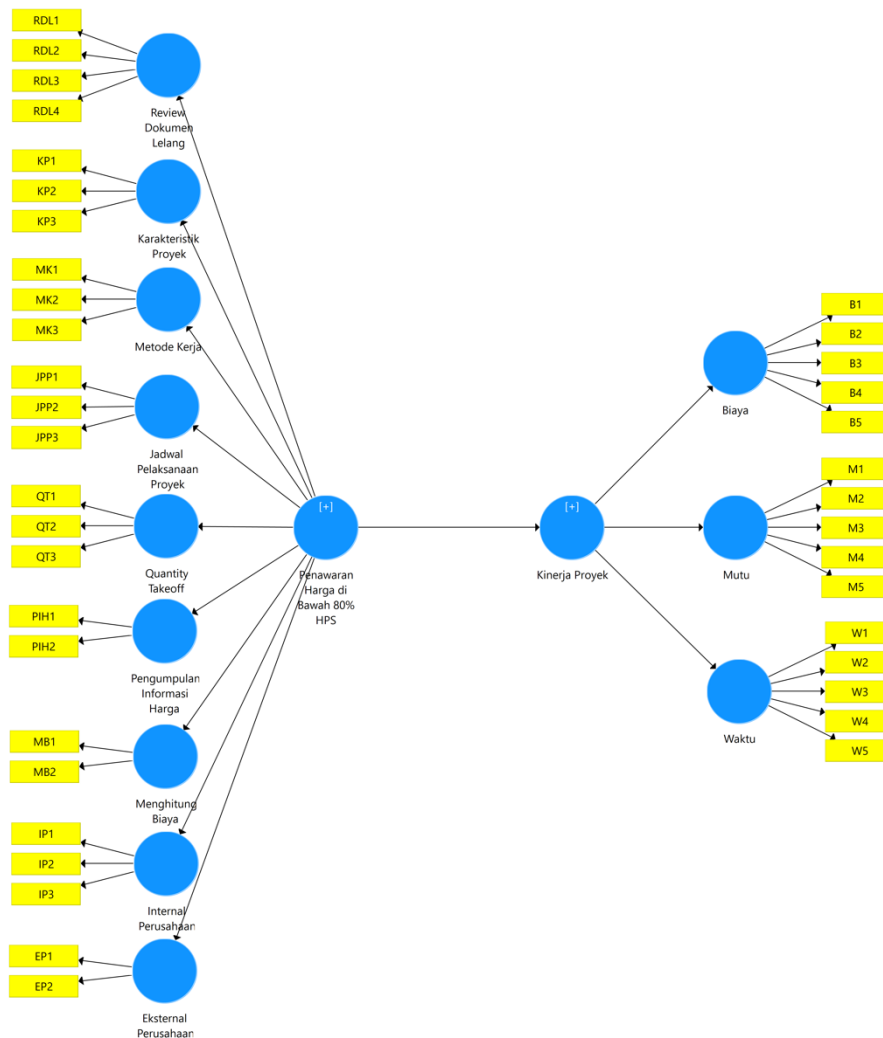 RDL1
RDL2
RDL3
RDL4
Review
Dokumen
Lelang
KP1
KP2
KP3
Karakteristik
Proyek
MK1
MK2
MK3
Metode Kerja
JPP1
JPP2
JPP3
Jadwal
Pelaksanaan
Proyek
QT1
QT2
QT3
Quantity
Takeoff
PIH1
PIH2
Pengumpulan
Informasi
Harga
MB1
MB2
Menghitung
Biaya
IP1
IP2
IP3
Internal
Perusahaan
EP1
EP2
Eksternal
Perusahaan
[+]
Penawaran
Harga di
Bawah 80%
HPS
[+]
Kinerja Proyek
Biaya
B1
B2
B3
B4
B5
Mutu
M1
M2
M3
M4
M5
Waktu
W1
W2
W3
W4
W5